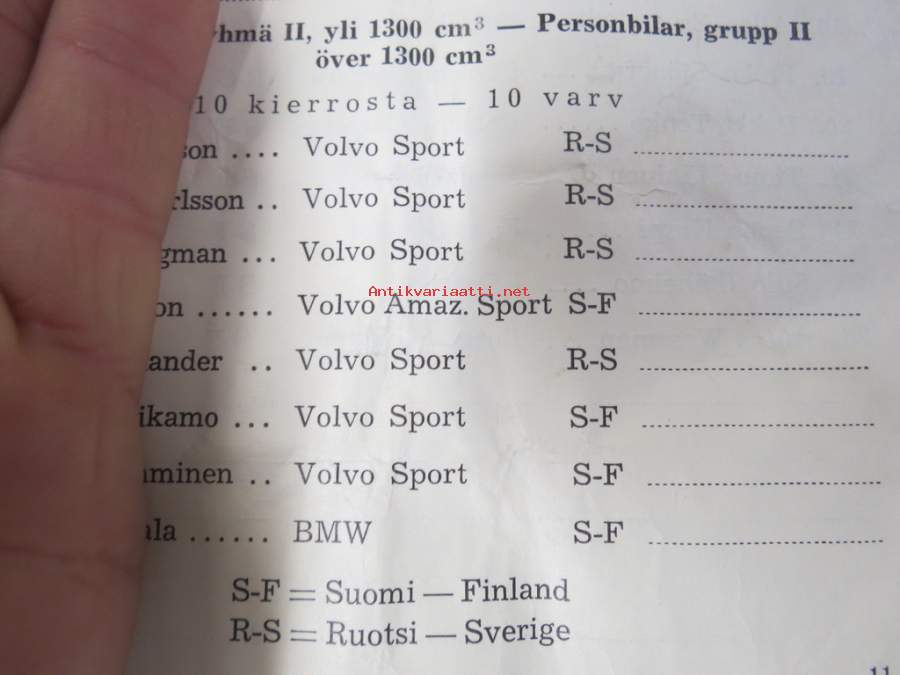 hmä II, yli 1300 cm³ — Personbilar, grupp II
över 1300 cm³
10 kierrosta — 10 varv
son .... Volvo Sport R-S
rlsson .. Volvo Sport R-S
gman ... Volvo Sport R-S
Antikvariaatti.net
on ...... Volvo Amaz. Sport S-F
ander .. Volvo Sport R-S
ikamo ... Volvo Sport S-F
minen .. Volvo Sport S-F
ala ...... BMW S-F
S-F = Suomi — Finland
R-S = Ruotsi — Sverige
11